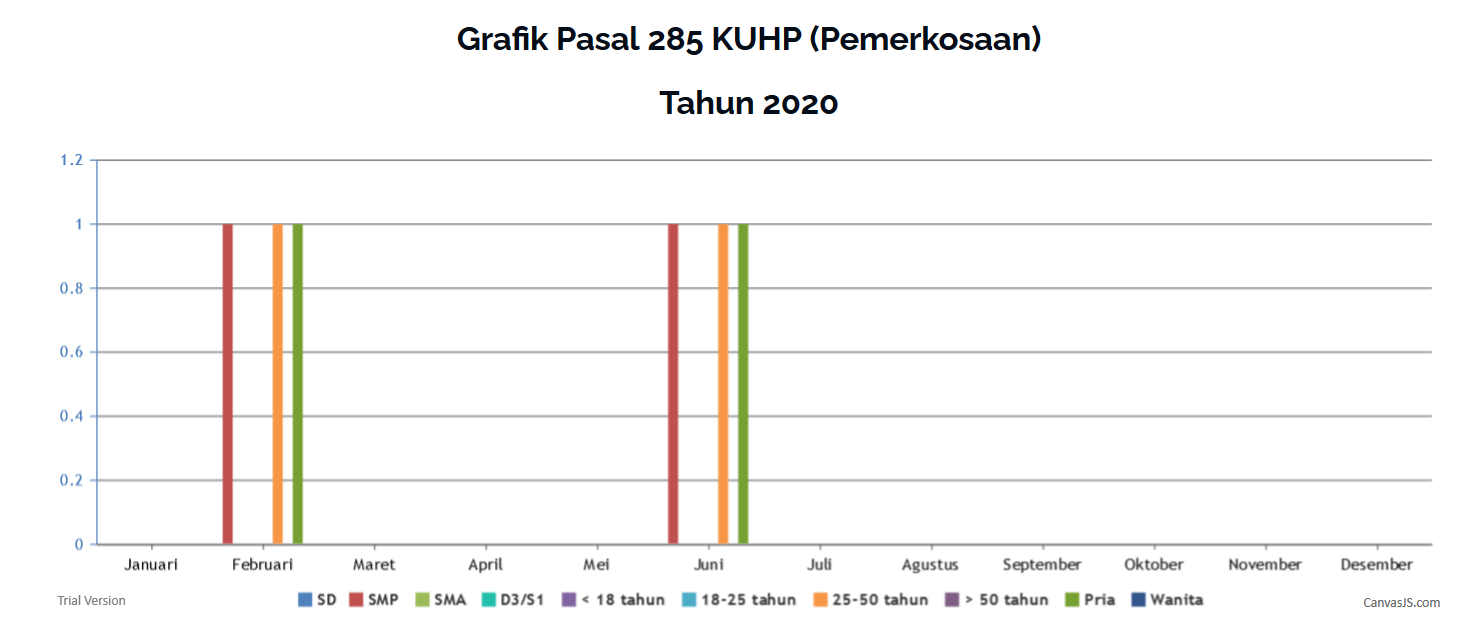 Grafik Pasal 285 KUHP (Pemerkosaan)
Tahun 2020
1.2
1
0.8
0.6
0.4
0.2
0
Januari Februari Maret April Mei Juni Juli Agustus September Oktober November Desember
Trial Version
SD SMP SMA D3/S1 < 18 tahun 18-25 tahun 25-50 tahun > 50 tahun Pria Wanita
CanvasJS.com